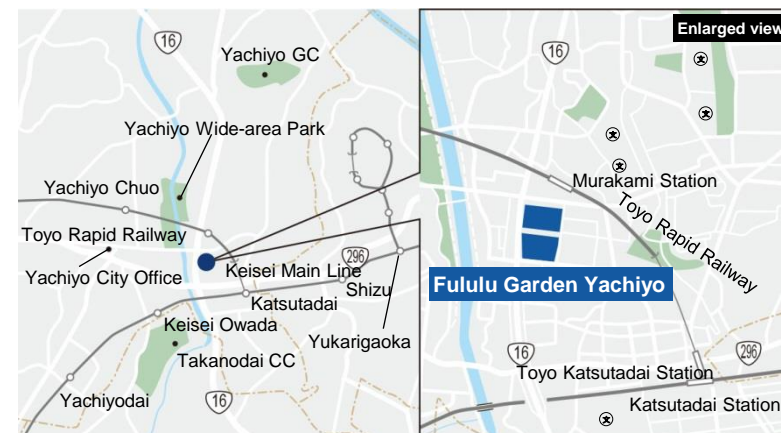 16
Yachiyo GC
Yachiyo Wide-area Park
Yachiyo Chuo
Toyo Rapid Railway
Yachiyo City Office
Keisei Main Line
296
Shizu
Katsutadai
Keisei Owada
Yukarigaoka
Takanodai CC
Yachiyodai
16
Enlarged view
16
Murakami Station
Toyo Rapid Railway
Fululu Garden Yachiyo
16
296
Toyo Katsutadai Station
Katsutadai Station